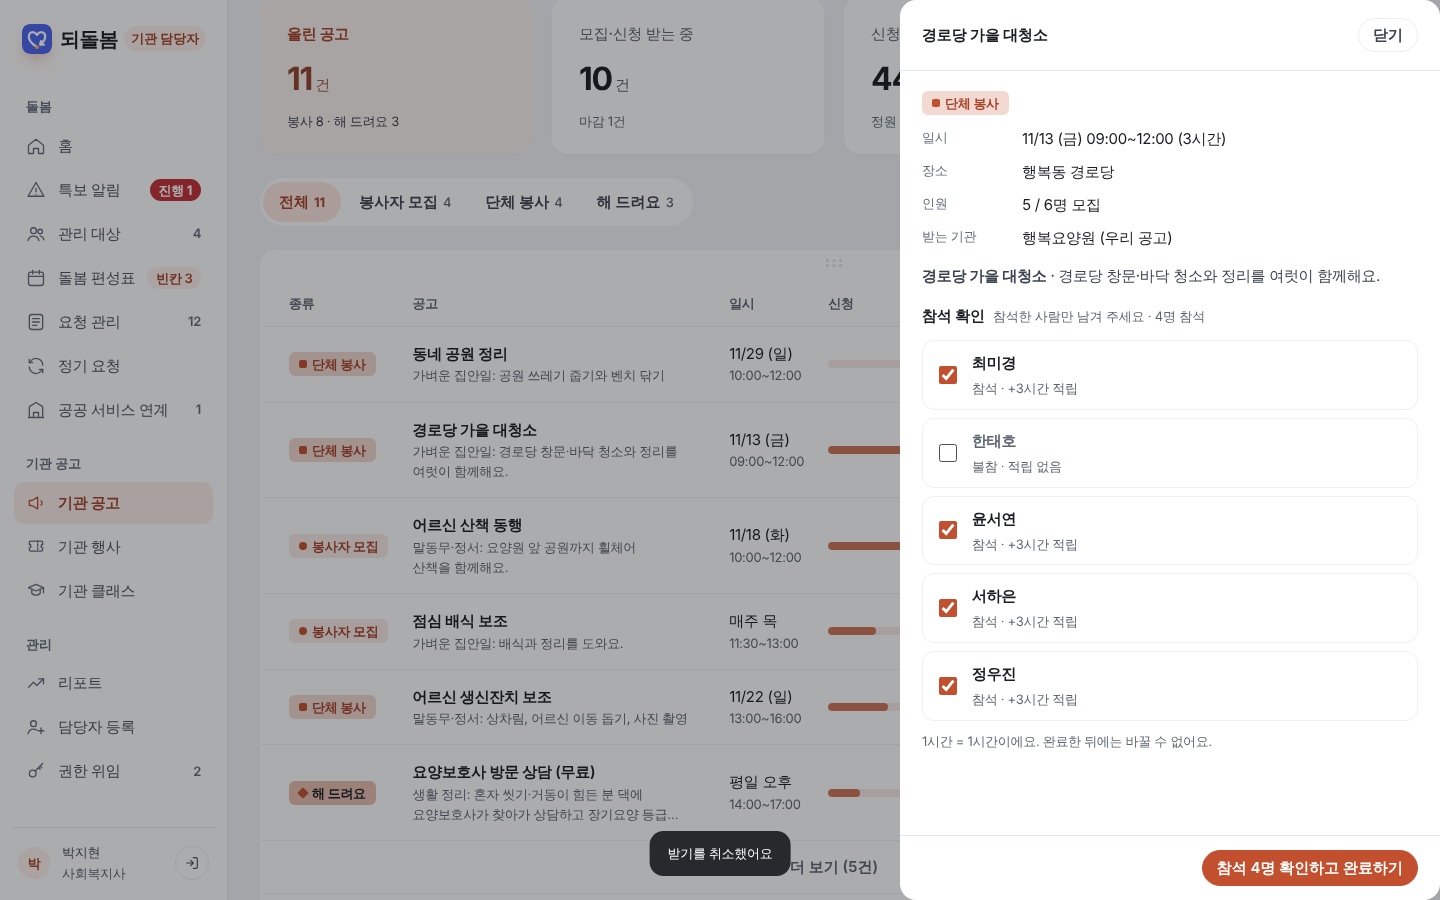 되돌봄 기관 담당자
돌봄
홈
특보 알림 진행 1
관리 대상 4
돌봄 편성표 빈칸 3
요청 관리 12
정기 요청
공공 서비스 연계 1
기관 공고
기관 공고
기관 행사
기관 클래스
관리
리포트
담당자 등록
권한 위임 2
박 박지현
사회복지사
올린 공고
11 건
봉사 8 · 해 드려요 3
모집·신청 받는 중
10 건
마감 1건
신청
44
정원
전체 11 봉사자 모집 4 단체 봉사 4 해 드려요 3
종류 공고 일시 신청
단체 봉사 동네 공원 정리 11/29 (일)
가벼운 집안일: 공원 쓰레기 줍기와 벤치 닦기 10:00~12:00
단체 봉사 경로당 가을 대청소 11/13 (금)
가벼운 집안일: 경로당 창문·바닥 청소와 정리를 09:00~12:00
여럿이 함께해요.
봉사자 모집 어르신 산책 동행 11/18 (화)
말동무·정서: 요양원 앞 공원까지 휠체어 10:00~12:00
산책을 함께해요.
봉사자 모집 점심 배식 보조 매주 목
가벼운 집안일: 배식과 정리를 도와요. 11:30~13:00
단체 봉사 어르신 생신잔치 보조 11/22 (일)
말동무·정서: 상차림, 어르신 이동 돕기, 사진 촬영 13:00~16:00
해 드려요 요양보호사 방문 상담 (무료) 평일 오후
생활 정리: 혼자 씻기·거동이 힘든 분 댁에 14:00~17:00
요양보호사가 찾아가 상담하고 장기요양 등급…
더 보기 (5건)
받기를 취소했어요
경로당 가을 대청소 닫기
단체 봉사
일시 11/13 (금) 09:00~12:00 (3시간)
장소 행복동 경로당
인원 5 / 6명 모집
받는 기관 행복요양원 (우리 공고)
경로당 가을 대청소 · 경로당 창문·바닥 청소와 정리를 여럿이 함께해요.
참석 확인 참석한 사람만 남겨 주세요 · 4명 참석
최미경
참석 · +3시간 적립
한태호
불참 · 적립 없음
윤서연
참석 · +3시간 적립
서하은
참석 · +3시간 적립
정우진
참석 · +3시간 적립
1시간 = 1시간이에요. 완료한 뒤에는 바꿀 수 없어요.
참석 4명 확인하고 완료하기